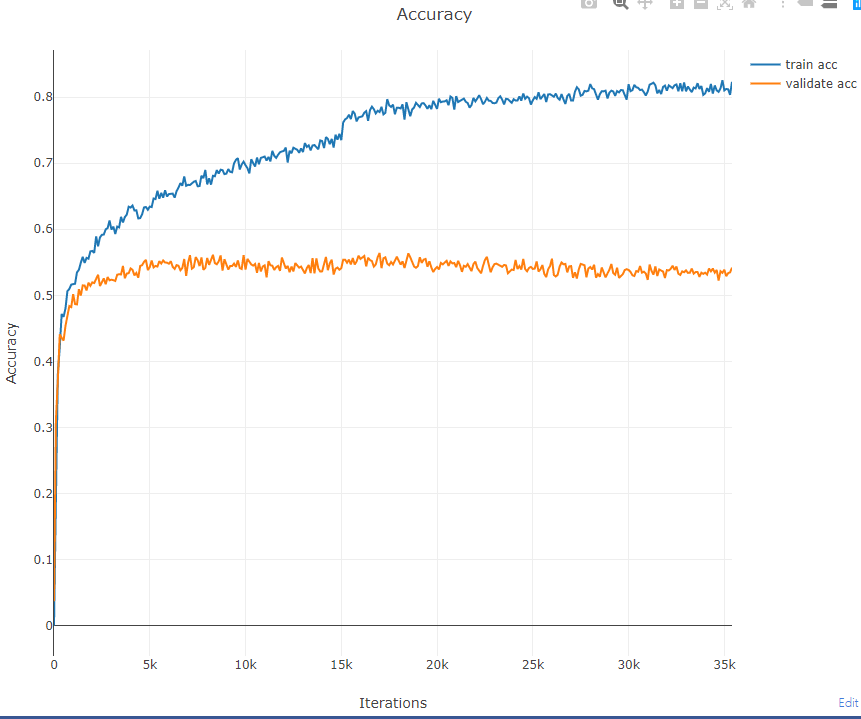 Accuracy
train acc
validate acc
0.8
0.7
0.6
0.5
0.4
0.3
0.2
0.1
0
Accuracy
0
5k
10k
15k
20k
25k
30k
35k
Iterations
Edit